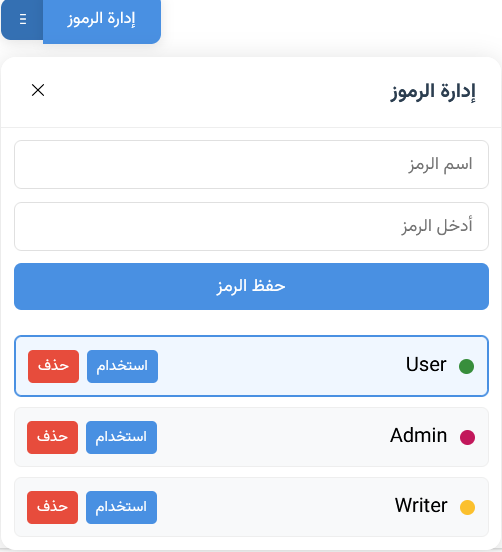 إدارة الرموز
إدارة الرموز
اسم الرمز
أدخل الرمز
حفظ الرمز
User استخدام حذف
Admin استخدام حذف
Writer استخدام حذف